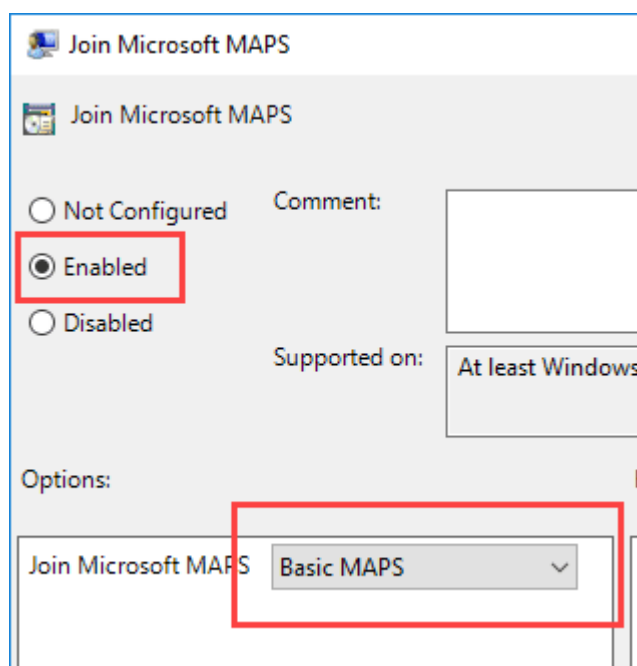 Join Microsoft MAPS
Join Microsoft MAPS
Not Configured
Comment:
Enabled
Disabled
Supported on:
At least Windows
Options:
Join Microsoft MAPS
Basic MAPS